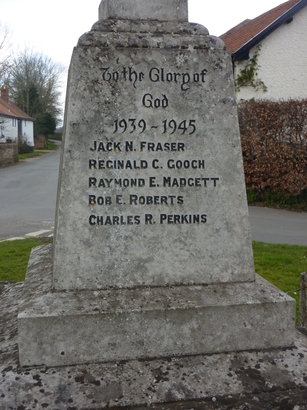 To the Glory of
God
1939 - 1945
JACK N. FRASER
REGINALD C. GOOCH
RAYMOND E. MADGETT
BOB E. ROBERTS
CHARLES R. PERKINS